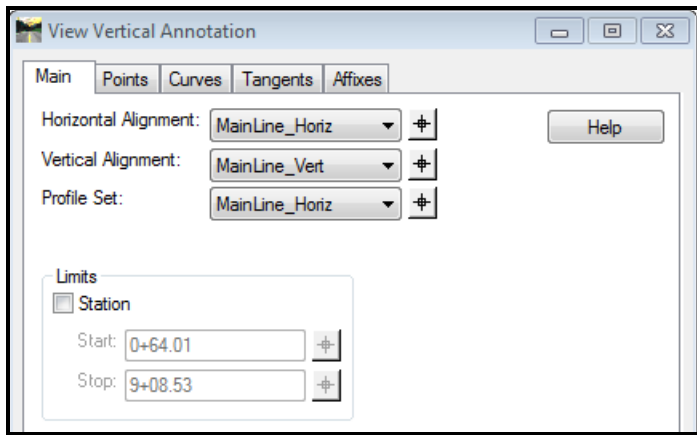 View Vertical Annotation
Main Points Curves Tangents Affixes
Horizontal Alignment: MainLine_Horiz Help
Vertical Alignment: MainLine_Vert
Profile Set: MainLine_Horiz
Limits
Station
Start: 0+64.01
Stop: 9+08.53